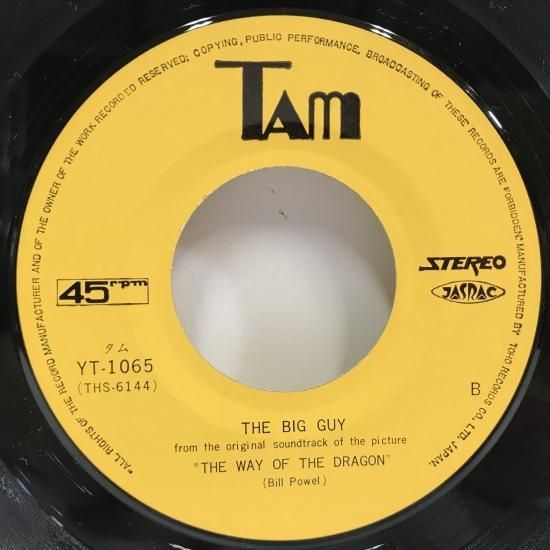 *ALL RIGHTS OF THE RECORD MANUFACTURER AND OF THE OWNER OF THE WORK RECORDED RESERVED: COPYING, PUBLIC PERFORMANCE, BROADCASTING OF THESE RECORDS ARE FORBIDDEN.* MANUFACTURED BY TOHO RECORDS CO., LTD. JAPAN.
TAM
STEREO
JASRAC
45rpm
タム
YT-1065
(THS-6144)
B
THE BIG GUY
from the original soundtrack of the picture
"THE WAY OF THE DRAGON"
(Bill Powel)